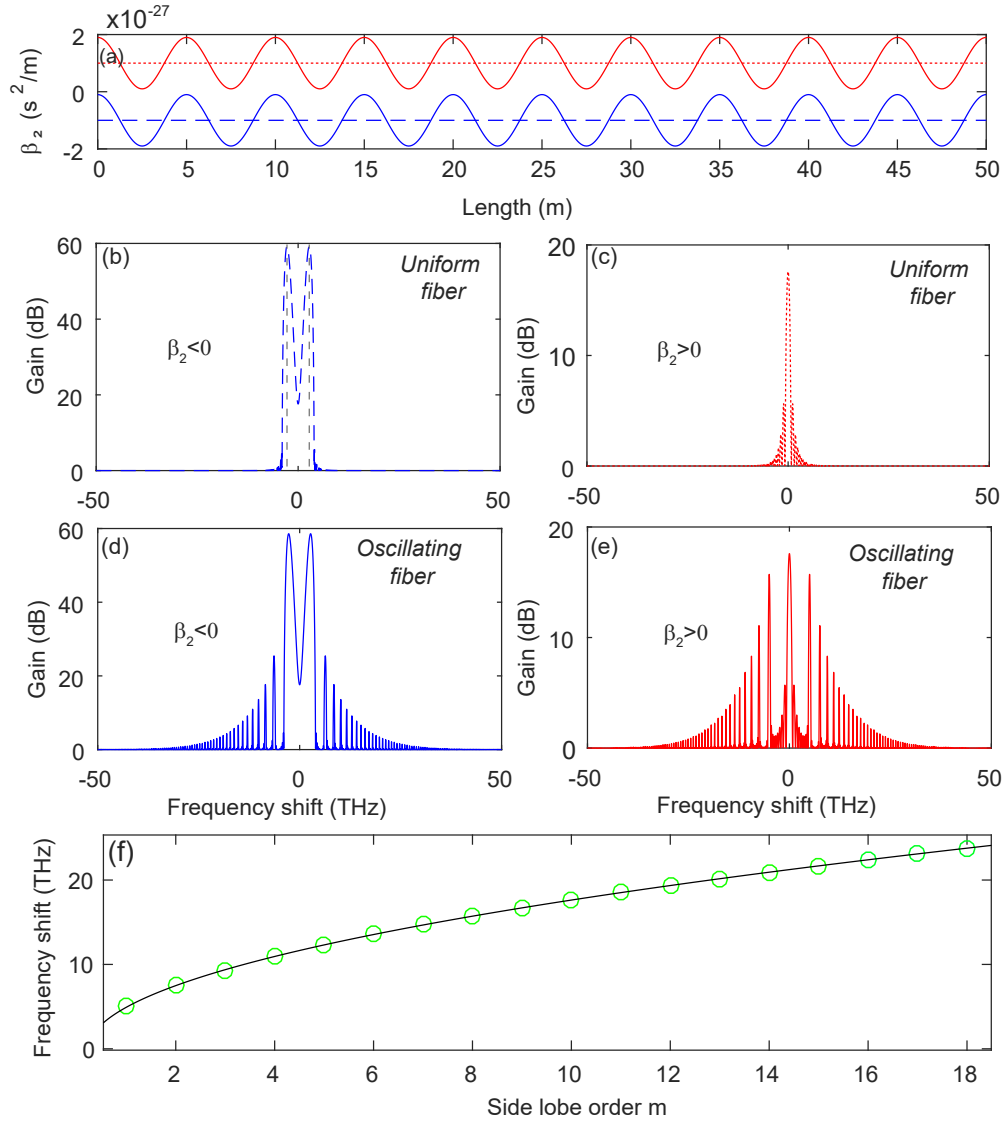 x10⁻²⁷
2
0
-2
β₂ (s²/m)
(a)
0 5 10 15 20 25 30 35 40 45 50
Length (m)
(b)
Uniform
fiber
β₂<0
60
40
20
0
Gain (dB)
-50 0 50
(c)
Uniform
fiber
β₂>0
20
10
0
Gain (dB)
-50 0 50
(d)
Oscillating
fiber
β₂<0
60
40
20
0
Gain (dB)
-50 0 50
Frequency shift (THz)
(e)
Oscillating
fiber
β₂>0
20
10
0
Gain (dB)
-50 0 50
Frequency shift (THz)
(f)
20
10
0
Frequency shift (THz)
2 4 6 8 10 12 14 16 18
Side lobe order m